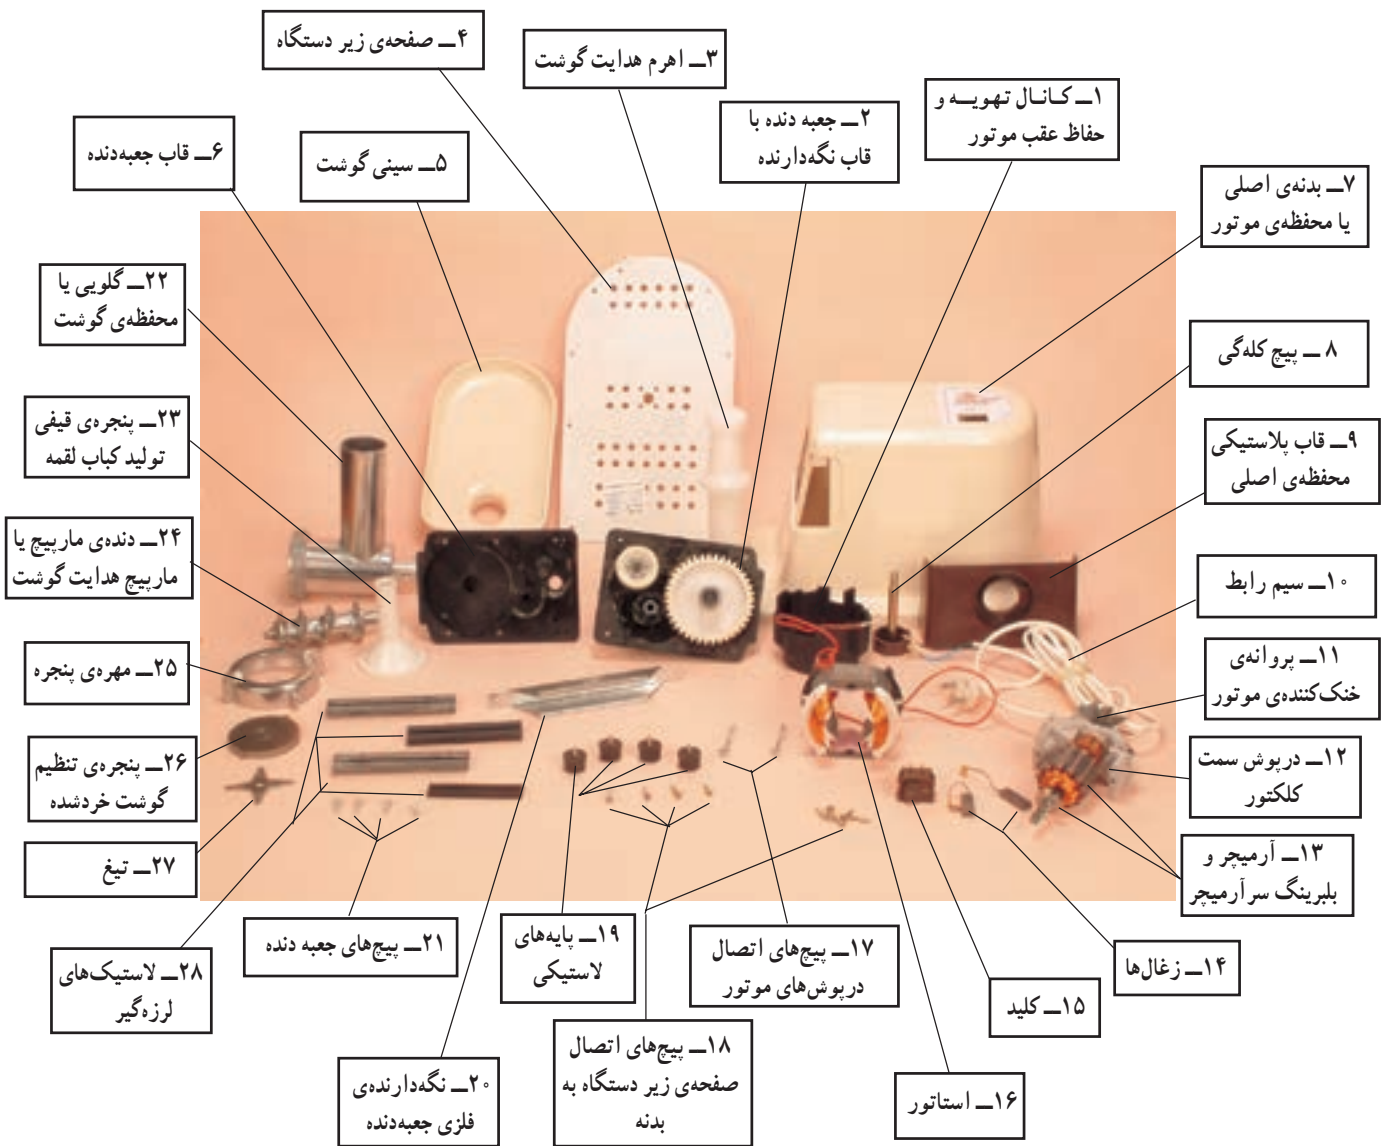 ۱ــ کـانـال تـهویــه و
حفاظ عقب موتور
۲ــ جعبه دنده با
قاب نگه‌دارنده
۳ــ اهرم هدایت گوشت
۴ــ صفحه‌ی زیر دستگاه
۵ــ سینی گوشت
۶ــ قاب جعبه‌دنده
۷ــ بدنه‌ی اصلی
یا محفظه‌ی موتور
۸ ــ پیچ کله‌گی
۹ــ قاب پلاستیکی
محفظه‌ی اصلی
۱۰ــ سیم رابط
۱۱ــ پروانه‌ی
خنک‌کننده‌ی موتور
۱۲ــ درپوش سمت
کلکتور
۱۳ــ آرمیچر و
بلبرینگ سر آرمیچر
۱۴ــ زغال‌ها
۱۵ــ کلید
۱۶ــ استاتور
۱۷ــ پیچ‌های اتصال
درپوش‌های موتور
۱۸ــ پیچ‌های اتصال
صفحه‌ی زیر دستگاه به
بدنه
۱۹ــ پایه‌های
لاستیکی
۲۰ــ نگه‌دارنده‌ی
فلزی جعبه‌دنده
۲۱ــ پیچ‌های جعبه دنده
۲۲ــ گلویی یا
محفظه‌ی گوشت
۲۳ــ پنجره‌ی قیفی
تولید کباب لقمه
۲۴ــ دنده‌ی مارپیچ یا
مارپیچ هدایت گوشت
۲۵ــ مهره‌ی پنجره
۲۶ــ پنجره‌ی تنظیم
گوشت خردشده
۲۷ــ تیغ
۲۸ــ لاستیک‌های
لرزه‌گیر